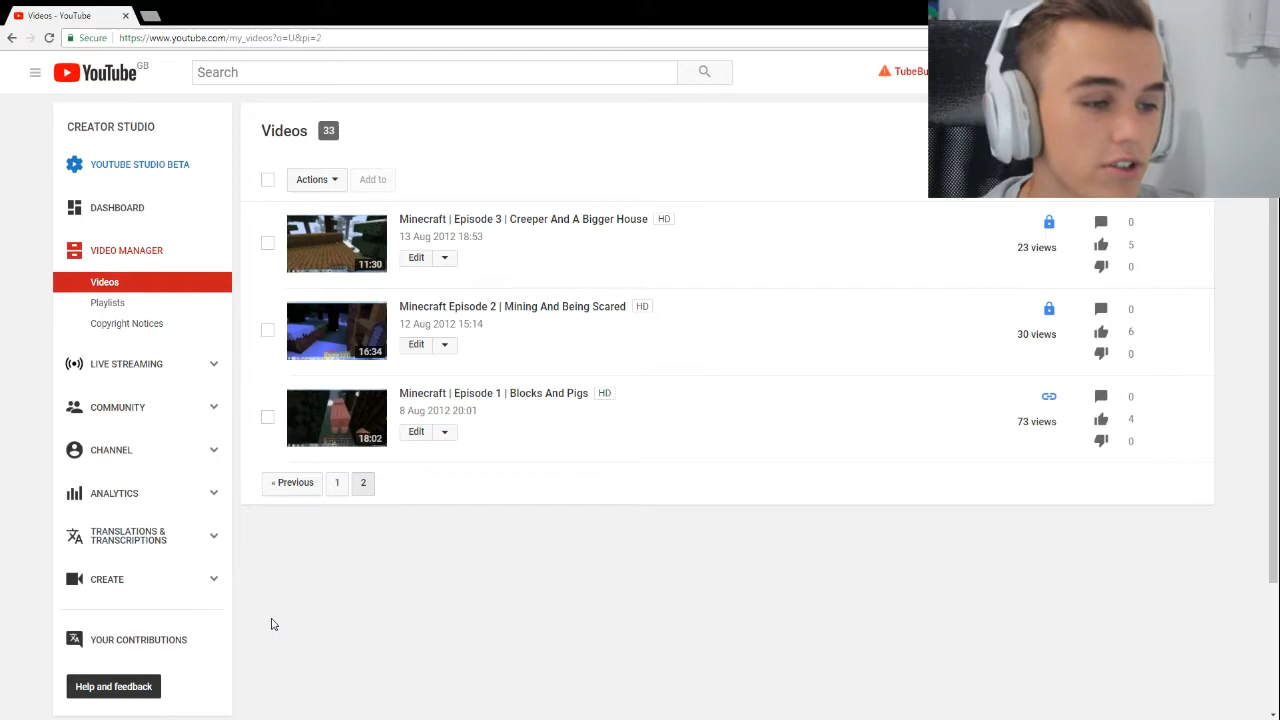 Videos - YouTube
Secure
https://www.youtube.com/my_videos?o=U&pi=2
YouTube GB
Search
TubeBu
CREATOR STUDIO
YOUTUBE STUDIO BETA
DASHBOARD
VIDEO MANAGER
Videos
Playlists
Copyright Notices
LIVE STREAMING
COMMUNITY
CHANNEL
ANALYTICS
TRANSLATIONS &
TRANSCRIPTIONS
CREATE
YOUR CONTRIBUTIONS
Help and feedback
Videos 33
Actions Add to
Minecraft | Episode 3 | Creeper And A Bigger House HD
13 Aug 2012 18:53
Edit
11:30
23 views
0
5
0
Minecraft Episode 2 | Mining And Being Scared HD
12 Aug 2012 15:14
Edit
16:34
30 views
0
6
0
Minecraft | Episode 1 | Blocks And Pigs HD
8 Aug 2012 20:01
Edit
18:02
73 views
0
4
0
« Previous 1 2